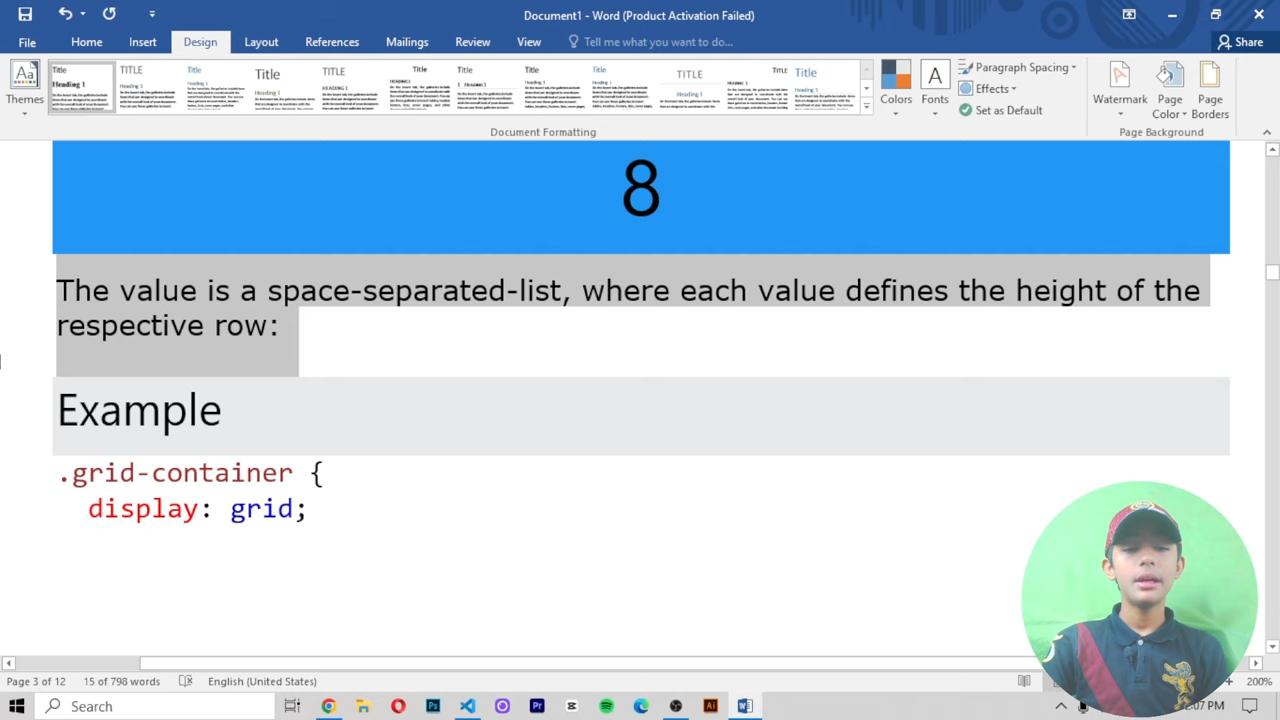 Document1 - Word (Product Activation Failed)
File Home Insert Design Layout References Mailings Review View Tell me what you want to do... Share
Themes Colors Fonts Paragraph Spacing Effects Set as Default Watermark Page Color Page Borders
Document Formatting Page Background
8
The value is a space-separated-list, where each value defines the height of the
respective row:
Example
.grid-container {
display: grid;
Page 3 of 12 15 of 798 words English (United States) 200%
Search